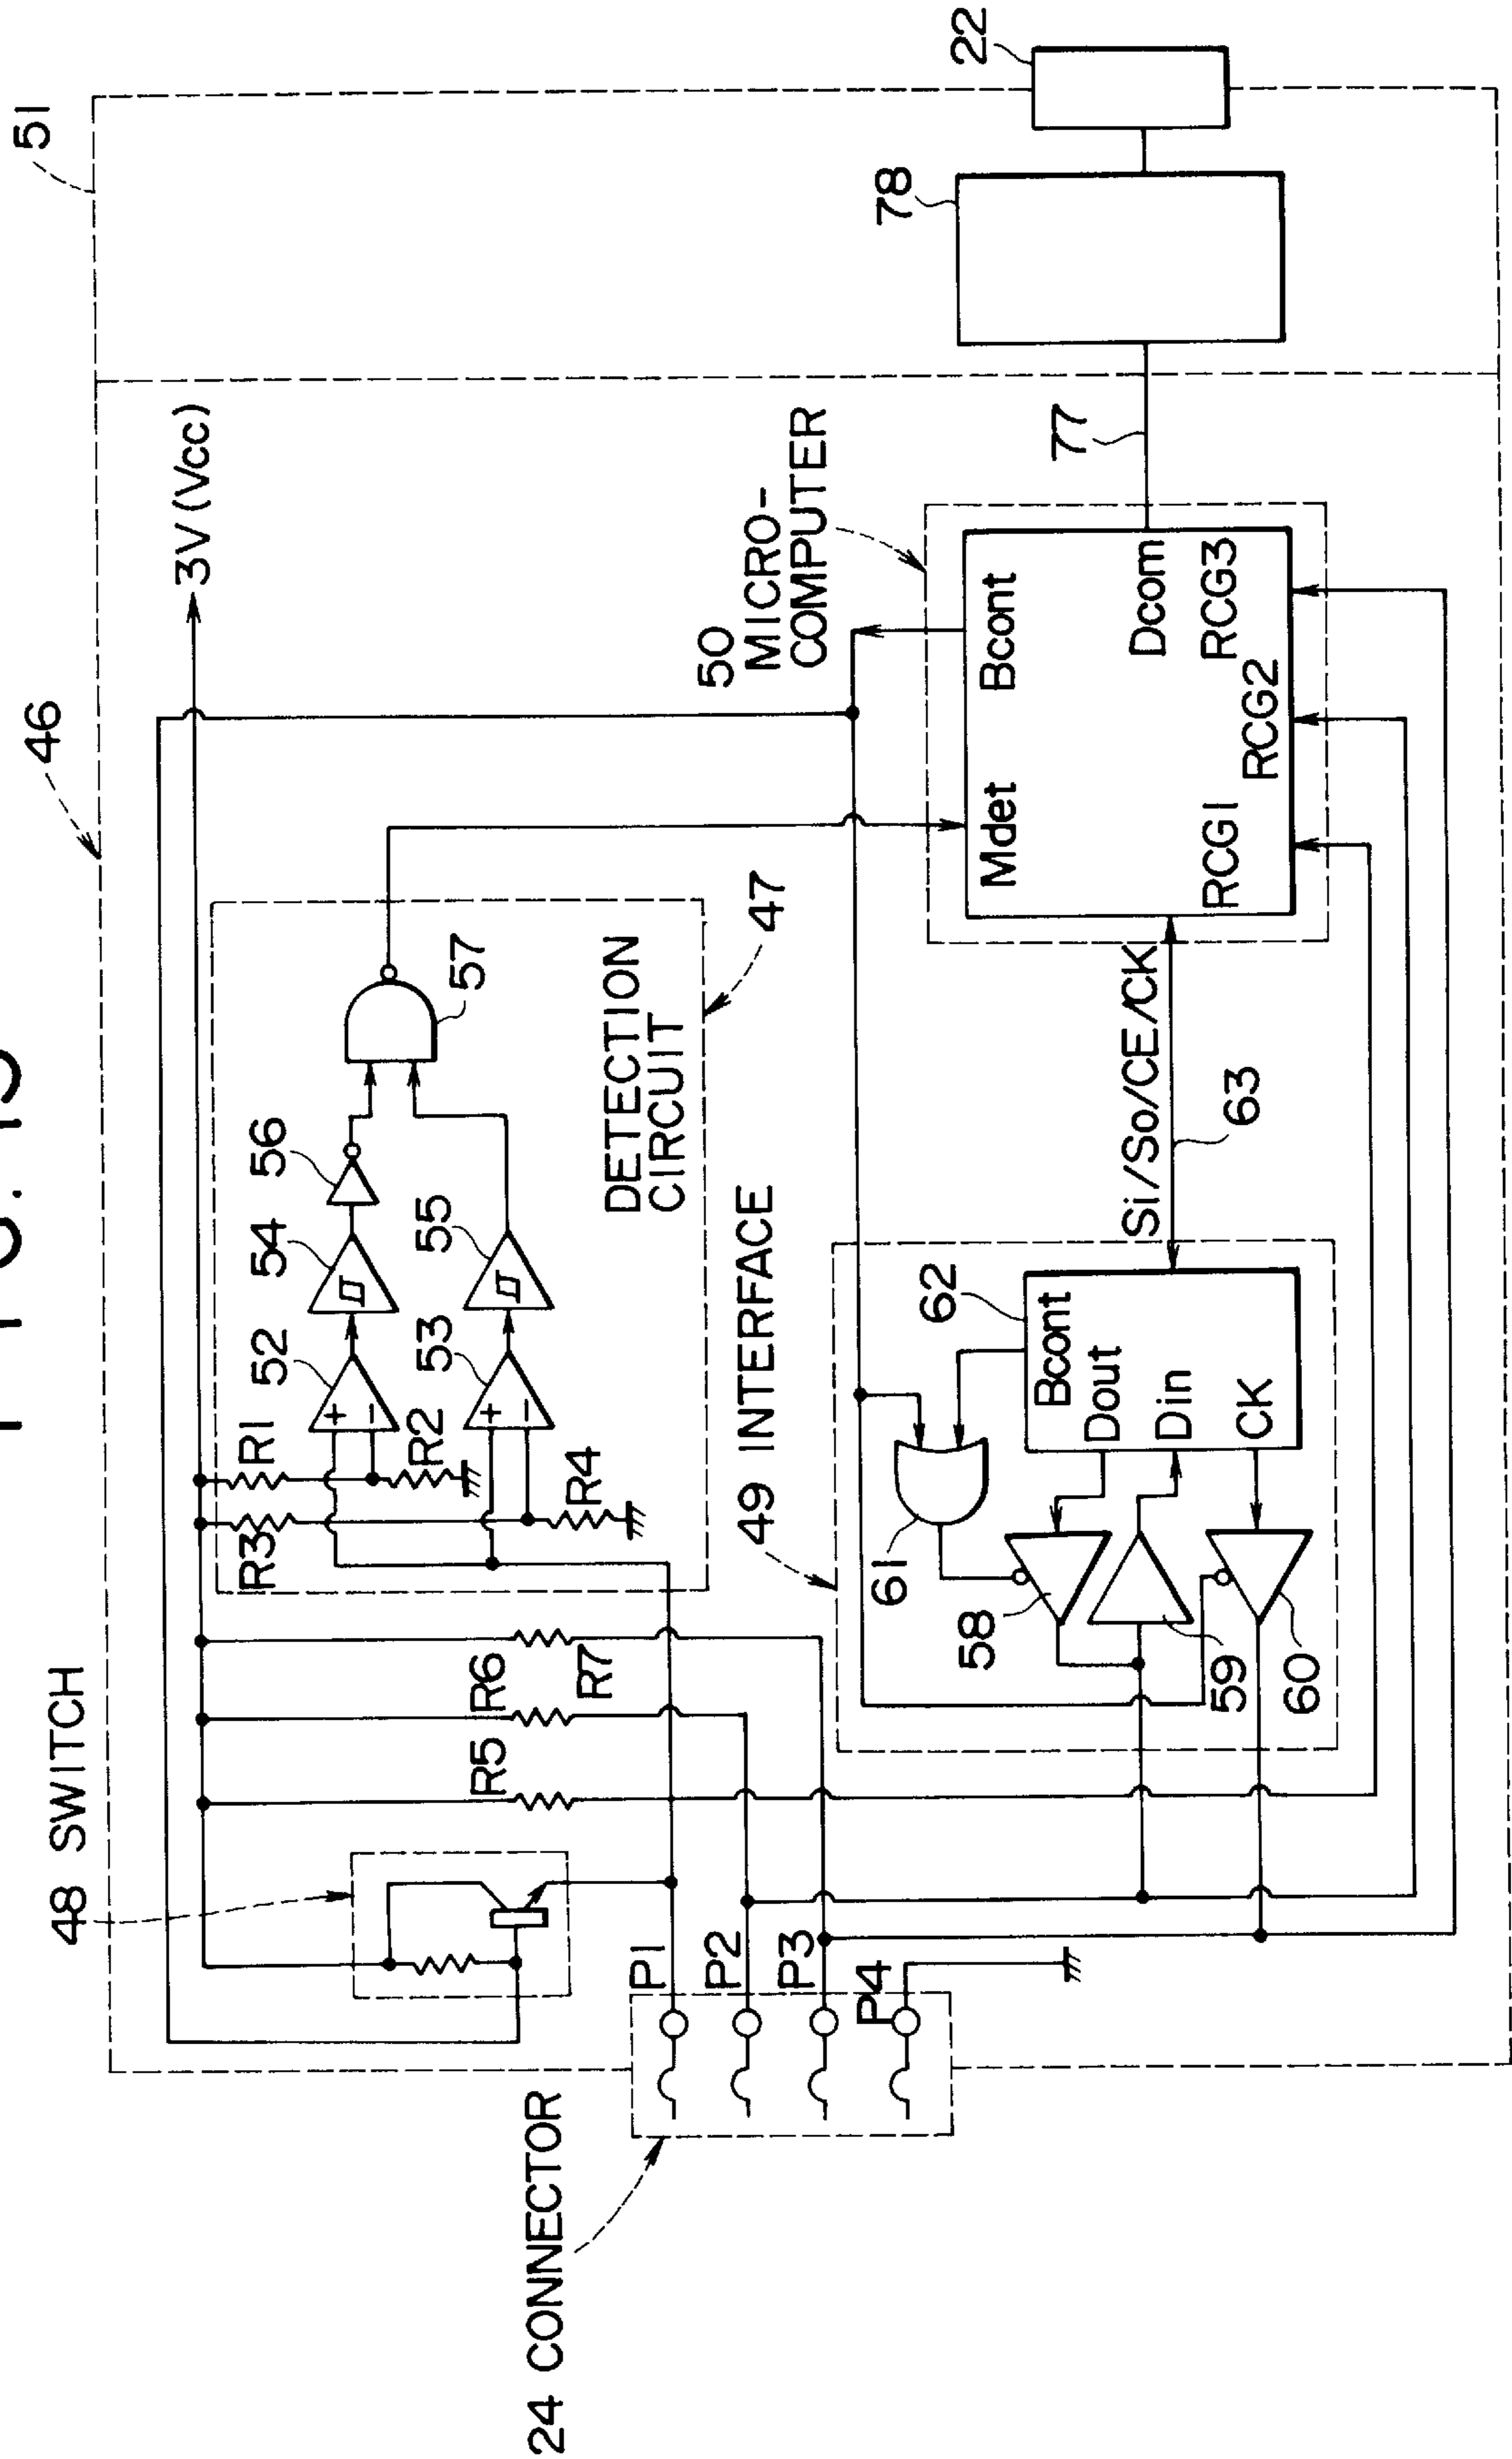 51
46
3V (Vcc)
48 SWITCH
R1
R2
R3
R4
52
53
54
55
56
57
DETECTION
CIRCUIT
47
R5
R6
R7
50
MICRO-
COMPUTER
Mdet
Bcont
Dcom
RCG1
RCG2
RCG3
77
78
22
24 CONNECTOR
P1
P2
P3
P4
49 INTERFACE
61
62
Bcont
Dout
Din
CK
58
59
60
Si/So/CE/CK
63